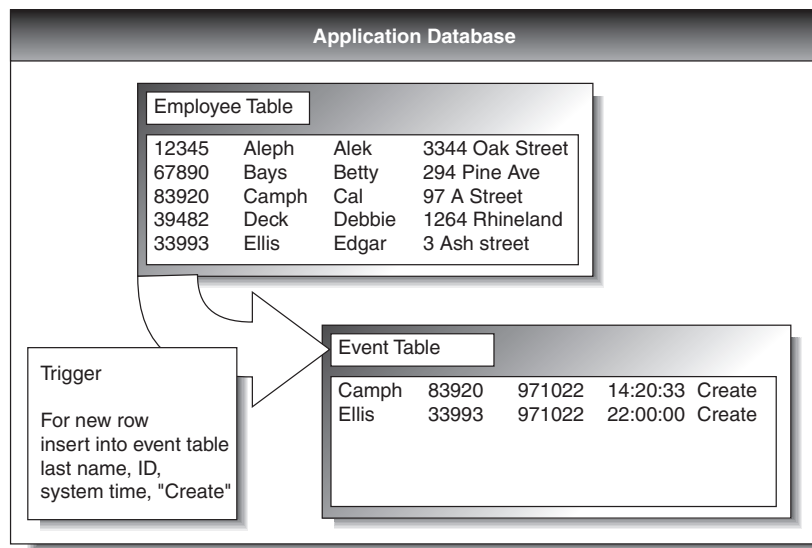 Application Database
Employee Table
12345 Aleph Alek 3344 Oak Street
67890 Bays Betty 294 Pine Ave
83920 Camph Cal 97 A Street
39482 Deck Debbie 1264 Rhineland
33993 Ellis Edgar 3 Ash street
Event Table
Camph 83920 971022 14:20:33 Create
Ellis 33993 971022 22:00:00 Create
Trigger
For new row
insert into event table
last name, ID,
system time, "Create"